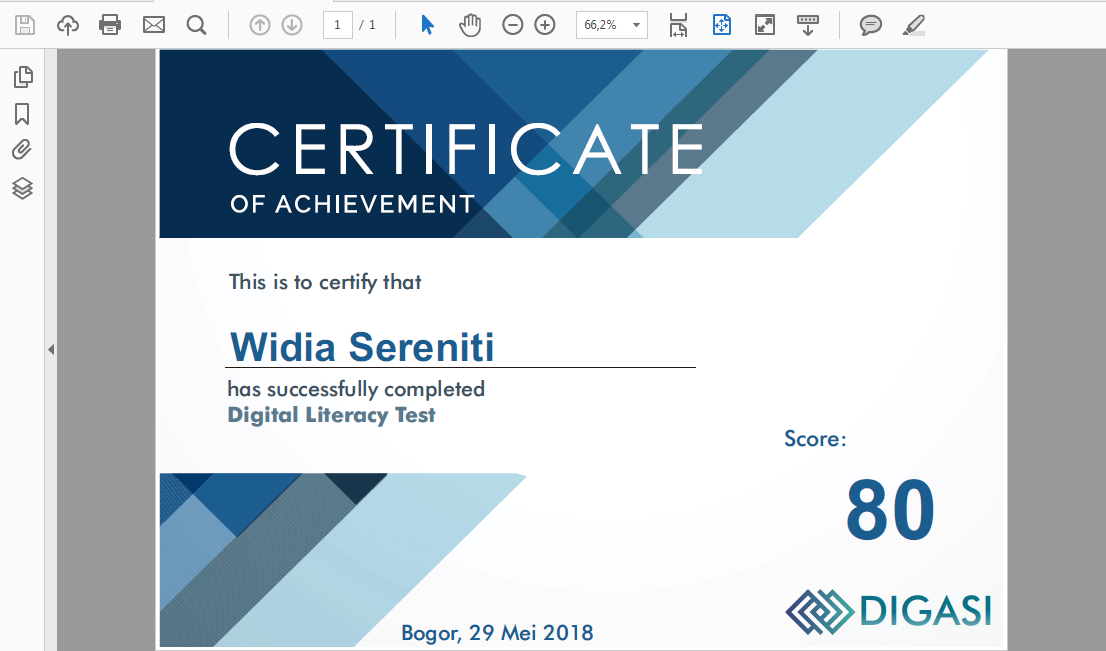 1 / 1
66,2%
CERTIFICATE
OF ACHIEVEMENT
This is to certify that
Widia Sereniti
has successfully completed
Digital Literacy Test
Score:
80
DIGASI
Bogor, 29 Mei 2018